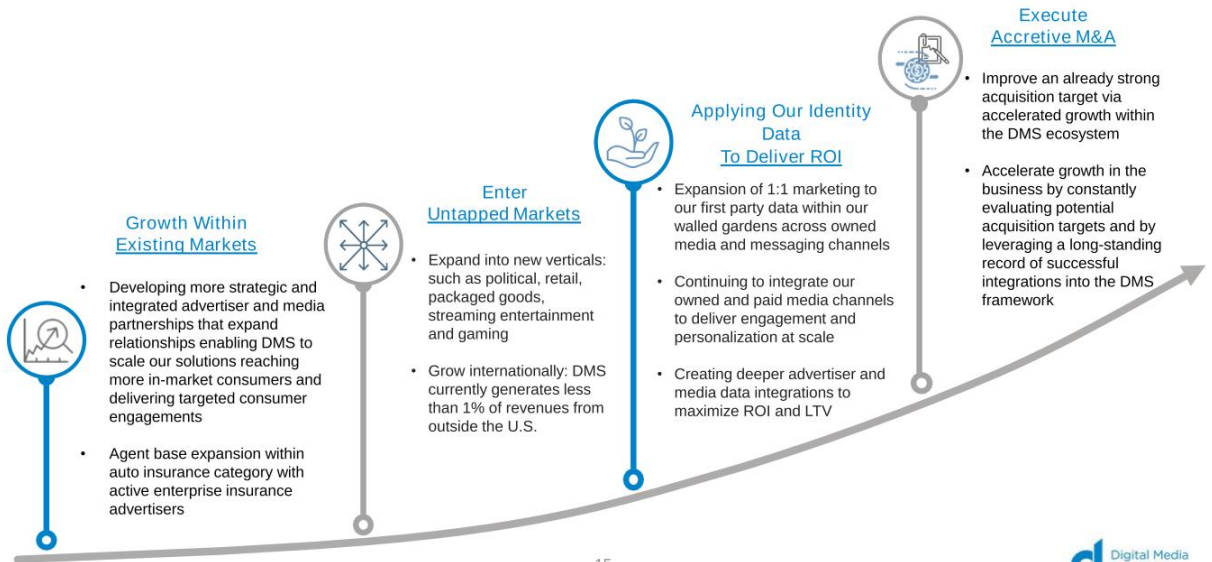 Growth Within
Existing Markets
• Developing more strategic and
integrated advertiser and media
partnerships that expand
relationships enabling DMS to
scale our solutions reaching
more in-market consumers and
delivering targeted consumer
engagements
• Agent base expansion within
auto insurance category with
active enterprise insurance
advertisers
Enter
Untapped Markets
• Expand into new verticals:
such as political, retail,
packaged goods,
streaming entertainment
and gaming
• Grow internationally: DMS
currently generates less
than 1% of revenues from
outside the U.S.
Applying Our Identity
Data
To Deliver ROI
• Expansion of 1:1 marketing to
our first party data within our
walled gardens across owned
media and messaging channels
• Continuing to integrate our
owned and paid media channels
to deliver engagement and
personalization at scale
• Creating deeper advertiser and
media data integrations to
maximize ROI and LTV
Execute
Accretive M&A
• Improve an already strong
acquisition target via
accelerated growth within
the DMS ecosystem
• Accelerate growth in the
business by constantly
evaluating potential
acquisition targets and by
leveraging a long-standing
record of successful
integrations into the DMS
framework
Digital Media